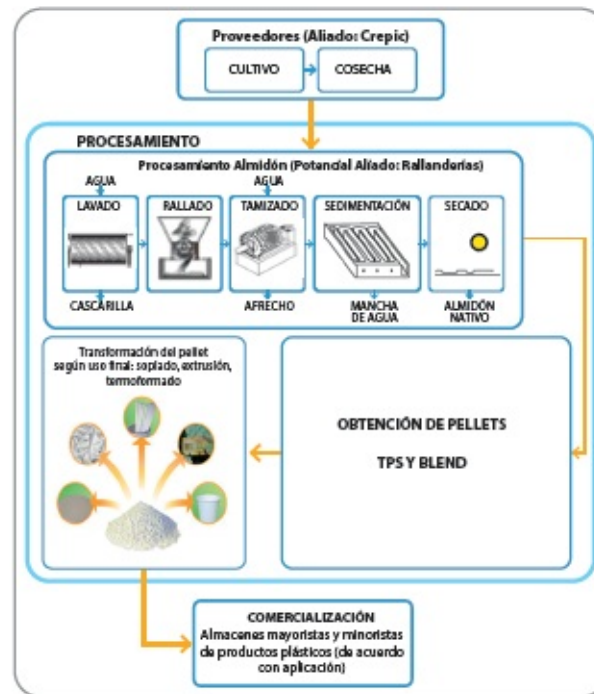 Proveedores (Aliado: Crepic)
CULTIVO
COSECHA
PROCESAMIENTO
Procesamiento Almidón (Potencial Aliado: Rallanderías)
AGUA
AGUA
LAVADO
RALLADO
TAMIZADO
SEDIMENTACIÓN
SECADO
CASCARILLA
AFRECHO
MANCHA
DE AGUA
ALMIDÓN
NATIVO
Transformación del pellet
según uso final: soplado, extrusión,
termoformado
OBTENCIÓN DE PELLETS
TPS Y BLEND
COMERCIALIZACIÓN
Almacenes mayoristas y minoristas
de productos plásticos (de acuerdo
con aplicación)